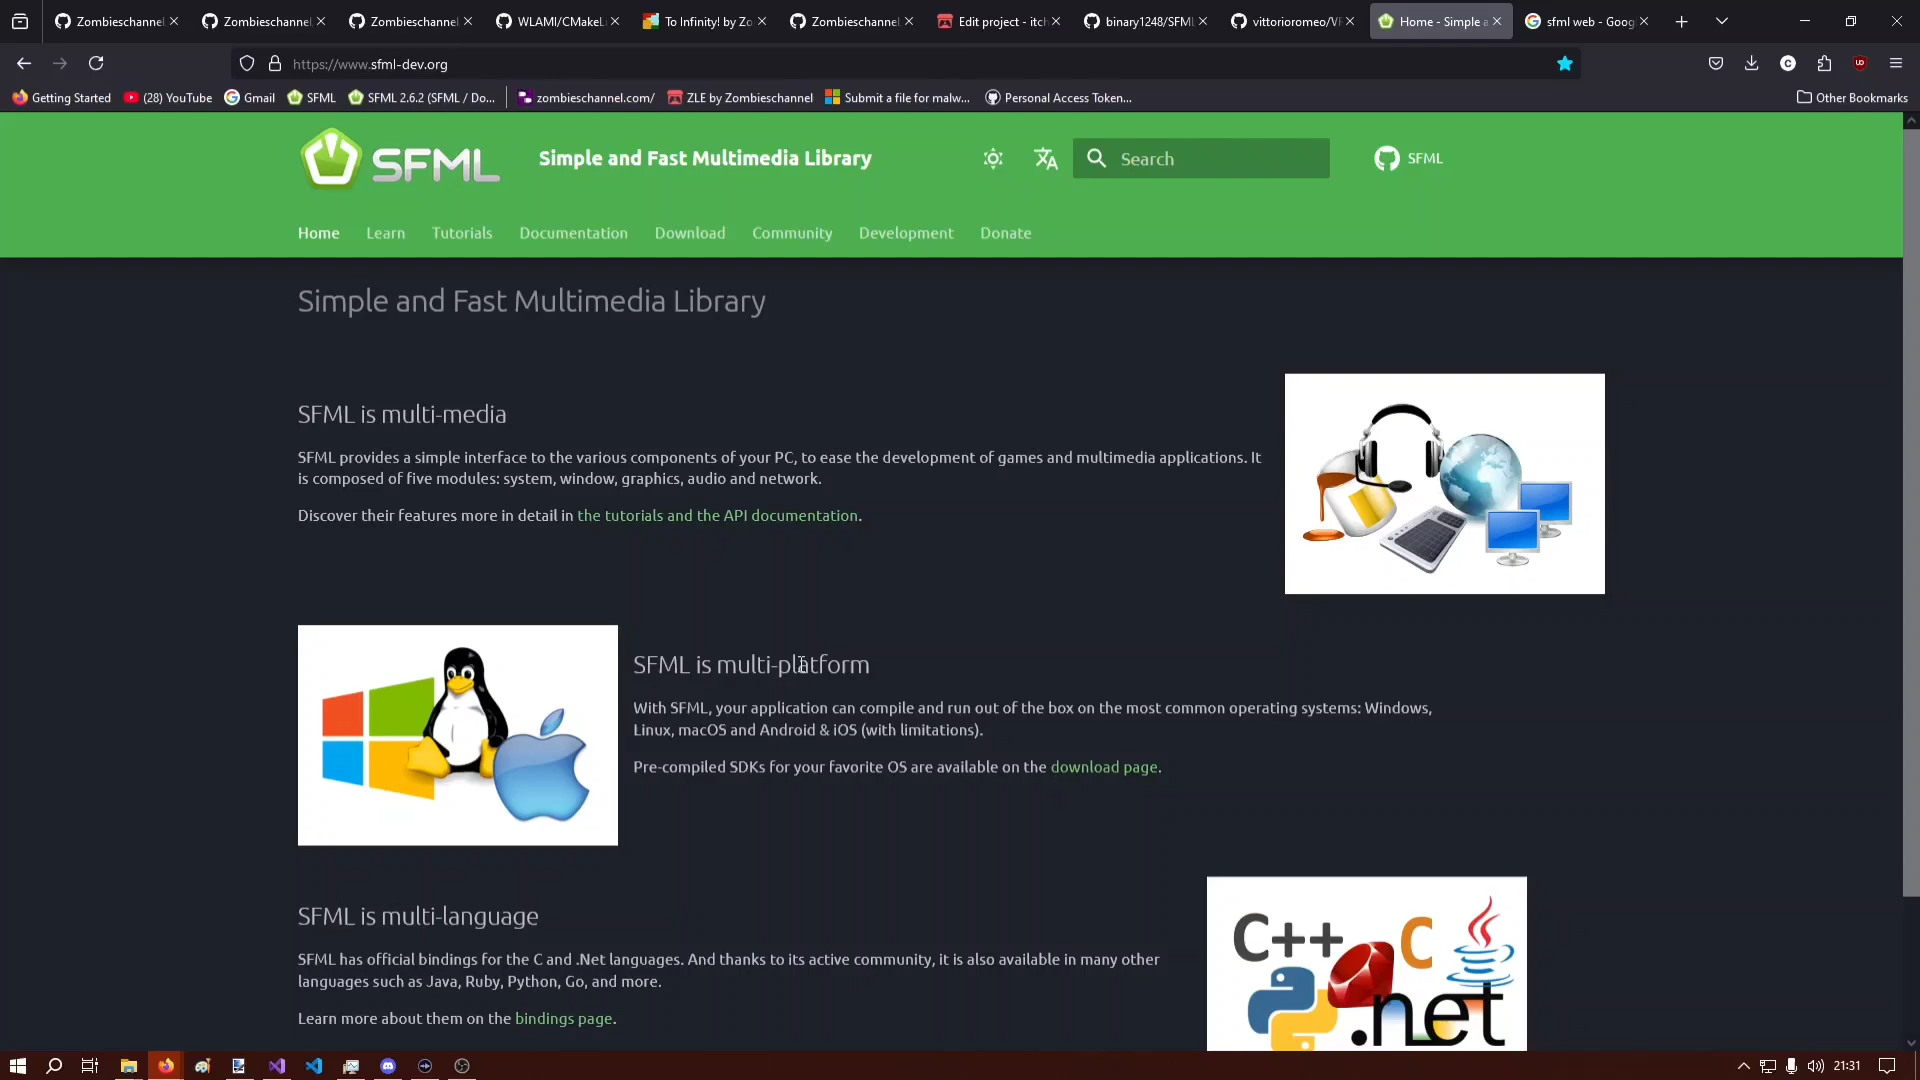 Zombieschannel
Zombieschannel
Zombieschannel
WLAMI/CMakeL
To Infinity! by Zo
Zombieschannel
Edit project - itch
binary1248/SFML
vittorioromeo/VR
Home - Simple a
sfml web - Goog
https://www.sfml-dev.org
Getting Started
(28) YouTube
Gmail
SFML
SFML 2.6.2 (SFML / Do...
zombieschannel.com/
ZLE by Zombieschannel
Submit a file for malw...
Personal Access Token...
Other Bookmarks
SFML
Simple and Fast Multimedia Library
Search
SFML
Home Learn Tutorials Documentation Download Community Development Donate
Simple and Fast Multimedia Library
SFML is multi-media
SFML provides a simple interface to the various components of your PC, to ease the development of games and multimedia applications. It
is composed of five modules: system, window, graphics, audio and network.
Discover their features more in detail in the tutorials and the API documentation.
SFML is multi-platform
With SFML, your application can compile and run out of the box on the most common operating systems: Windows,
Linux, macOS and Android & iOS (with limitations).
Pre-compiled SDKs for your favorite OS are available on the download page.
SFML is multi-language
SFML has official bindings for the C and .Net languages. And thanks to its active community, it is also available in many other
languages such as Java, Ruby, Python, Go, and more.
Learn more about them on the bindings page.
C++ C
.net
21:31